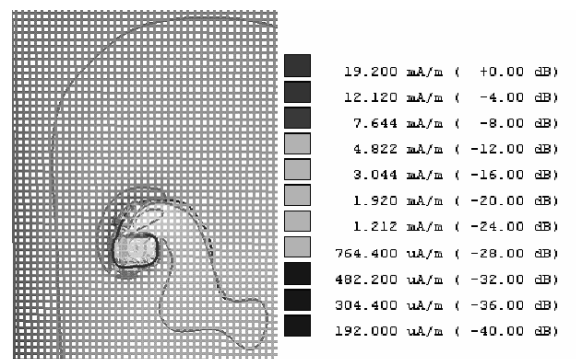 19.200 mA/m ( +0.00 dB)
12.120 mA/m ( -4.00 dB)
7.644 mA/m ( -8.00 dB)
4.822 mA/m ( -12.00 dB)
3.044 mA/m ( -16.00 dB)
1.920 mA/m ( -20.00 dB)
1.212 mA/m ( -24.00 dB)
764.400 uA/m ( -28.00 dB)
482.200 uA/m ( -32.00 dB)
304.400 uA/m ( -36.00 dB)
192.000 uA/m ( -40.00 dB)